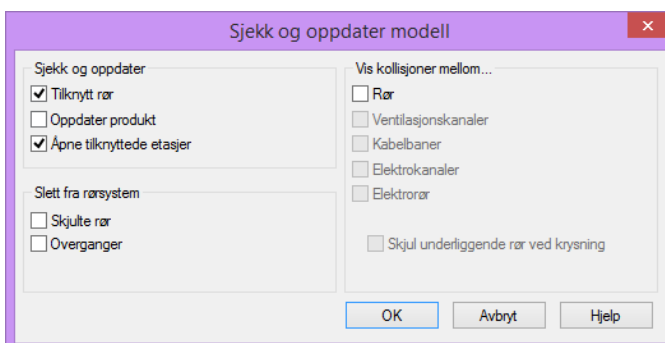 Sjekk og oppdater modell
Sjekk og oppdater
Tilknytt rør
Oppdater produkt
Åpne tilknyttede etasjer
Slett fra rørsystem
Skjulte rør
Overganger
Vis kollisjoner mellom...
Rør
Ventilasjonskanaler
Kabelbaner
Elektrokanaler
Elektrorør
Skjul underliggende rør ved krysning
OK
Avbryt
Hjelp